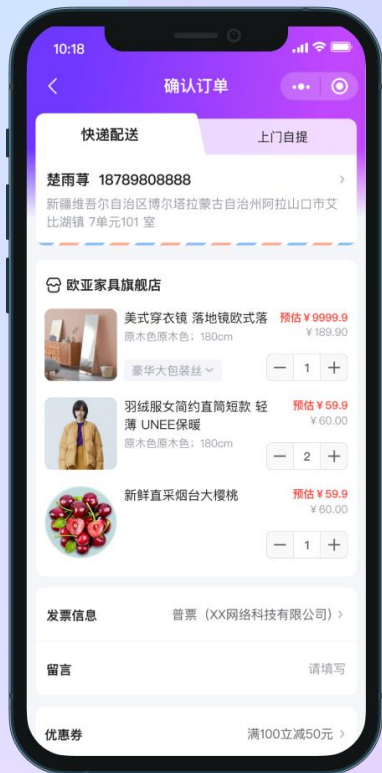 10:18
确认订单
快递配送
上门自提
楚雨荨 18789808888
新疆维吾尔自治区博尔塔拉蒙古自治州阿拉山口市艾
比湖镇 7单元101 室
欧亚家具旗舰店
美式穿衣镜 落地镜欧式落 预估￥9999.9
原木色原木色；180cm ￥189.90
豪华大包装丝
1
羽绒服女简约直筒短款 轻 预估￥59.9
薄 UNEE保暖 ￥60.00
原木色原木色；180cm
2
新鲜直采烟台大樱桃 预估￥59.9
￥60.00
1
发票信息 普票（XX网络科技有限公司）
留言 请填写
优惠券 满100立减50元